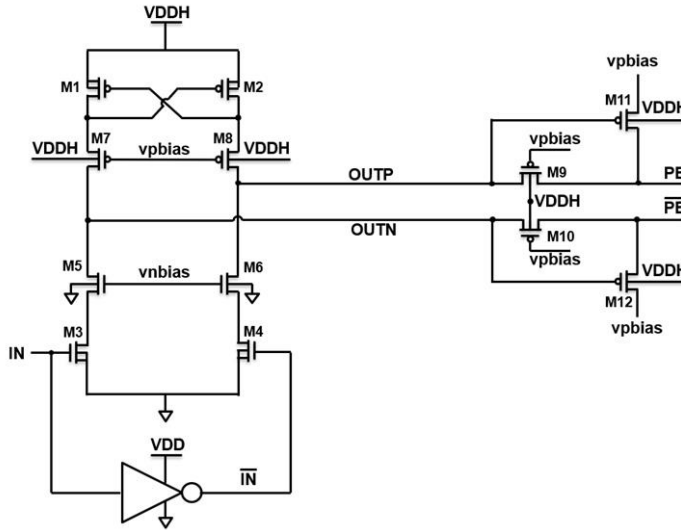 VDDH
M1
M2
vpbias
M11
VDDH
M7
M8
VDDH
vpbias
VDDH
vpbias
M9
OUTP
PE
VDDH
PE
OUTN
M10
vpbias
M5
M6
vnbias
VDDH
M12
vpbias
M3
M4
IN
VDD
IN